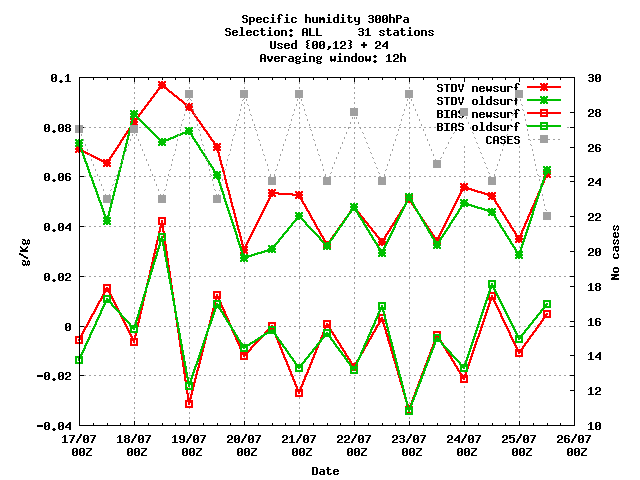 Specific humidity 300hPa
Selection: ALL 31 stations
Used {00,12} + 24
Averaging window: 12h
0.1
0.08
0.06
0.04
0.02
0
-0.02
-0.04
g/Kg
STDV newsurf
STDV oldsurf
BIAS newsurf
BIAS oldsurf
CASES
30
28
26
24
22
20
18
16
14
12
10
No cases
17/07 18/07 19/07 20/07 21/07 22/07 23/07 24/07 25/07 26/07
00Z 00Z 00Z 00Z 00Z 00Z 00Z 00Z 00Z 00Z
Date